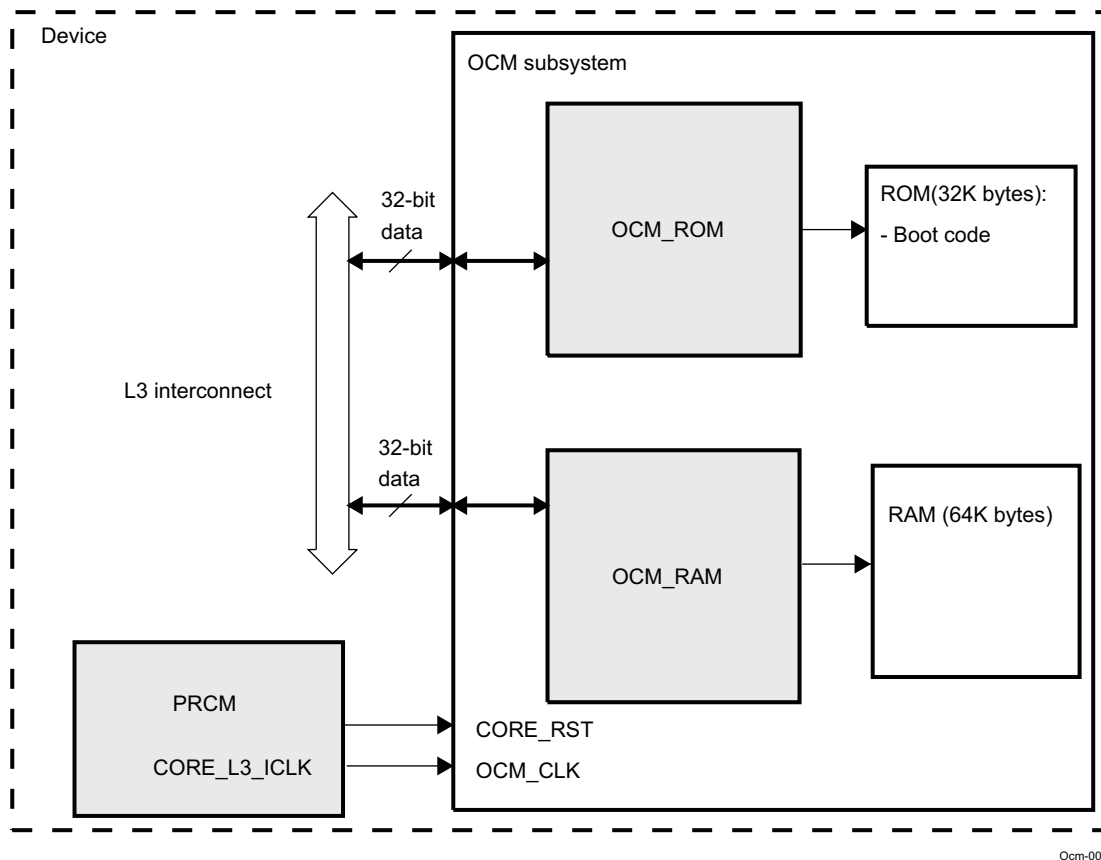 Device
OCM subsystem
32-bit
data
OCM_ROM
ROM(32K bytes):
- Boot code
L3 interconnect
32-bit
data
OCM_RAM
RAM (64K bytes)
PRCM
CORE_L3_ICLK
CORE_RST
OCM_CLK
Ocm-00